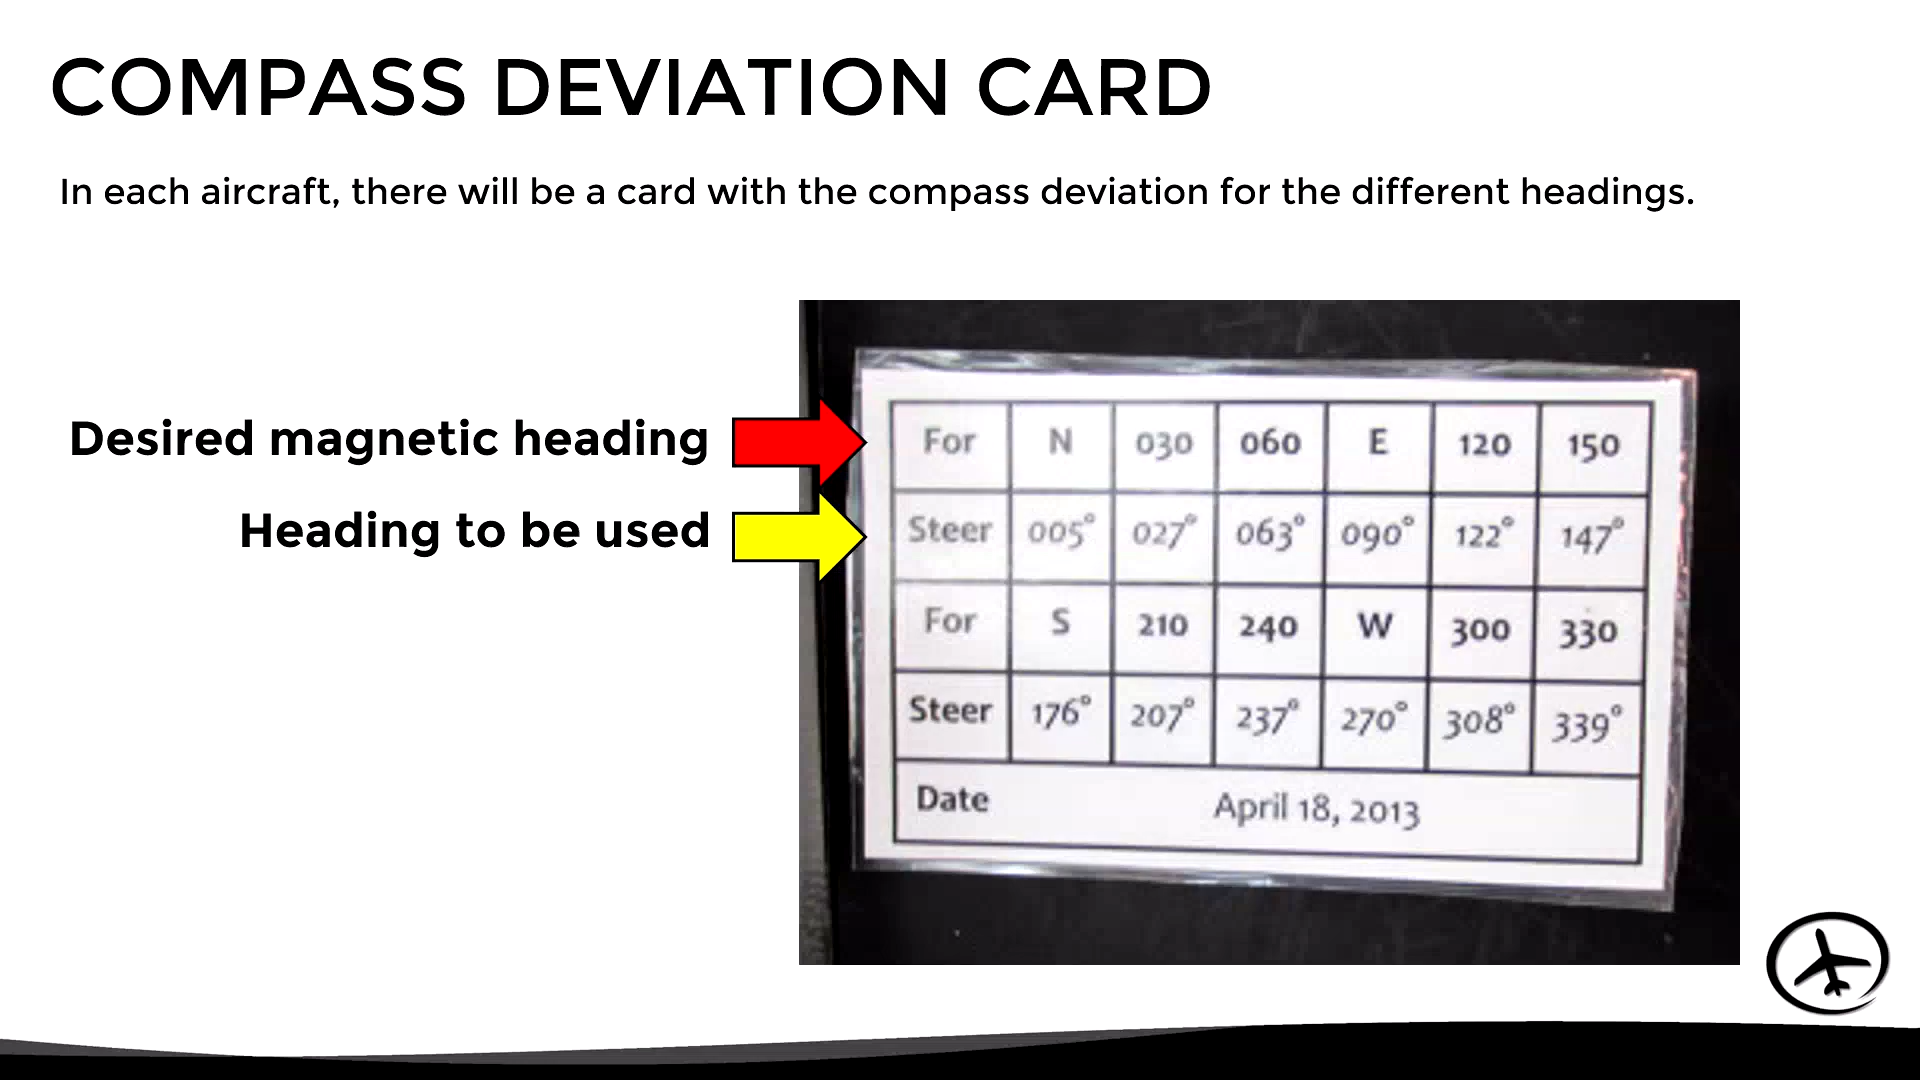 COMPASS DEVIATION CARD
In each aircraft, there will be a card with the compass deviation for the different headings.
Desired magnetic heading
Heading to be used
For N 030 060 E 120 150
Steer 005° 027° 063° 090° 122° 147°
For S 210 240 W 300 330
Steer 176° 207° 237° 270° 308° 339°
Date April 18, 2013